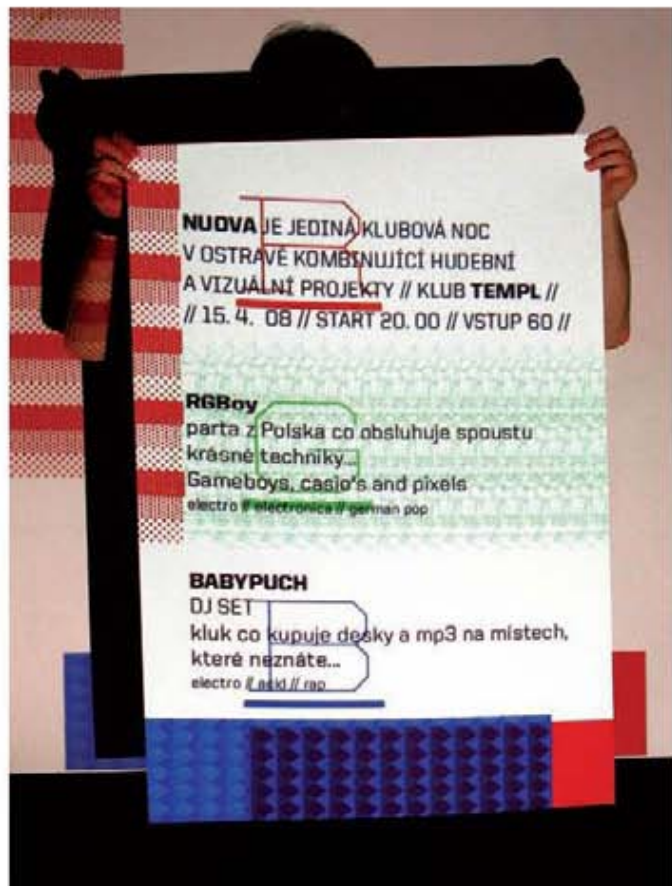 NUOVA JE JEDINÁ KLUBOVÁ NOC
V OSTRAVĚ KOMBINUJÍCÍ HUDEBNÍ
A VIZUÁLNÍ PROJEKTY // KLUB TEMPL //
// 15. 4. 08 // START 20. 00 // VSTUP 60 //
RGBoy
parta z Polska co obsluhuje spoustu
krásné techniky...
Gameboys, casio's and pixels
electro // electronica // german pop
BABYPUCH
DJ SET
kluk co kupuje desky a mp3 na místech,
které neznáte...
electro // acid // rap